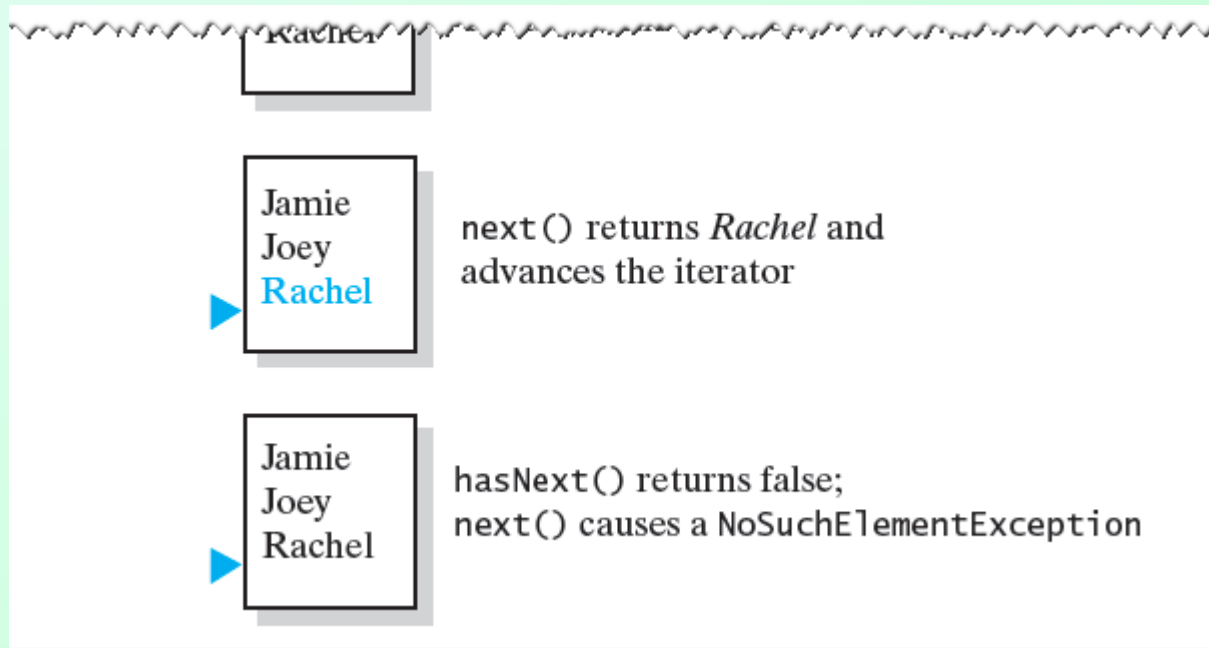 Rachel
Jamie
Joey
Rachel
next() returns Rachel and
advances the iterator
Jamie
Joey
Rachel
hasNext() returns false;
next() causes a NoSuchElementException